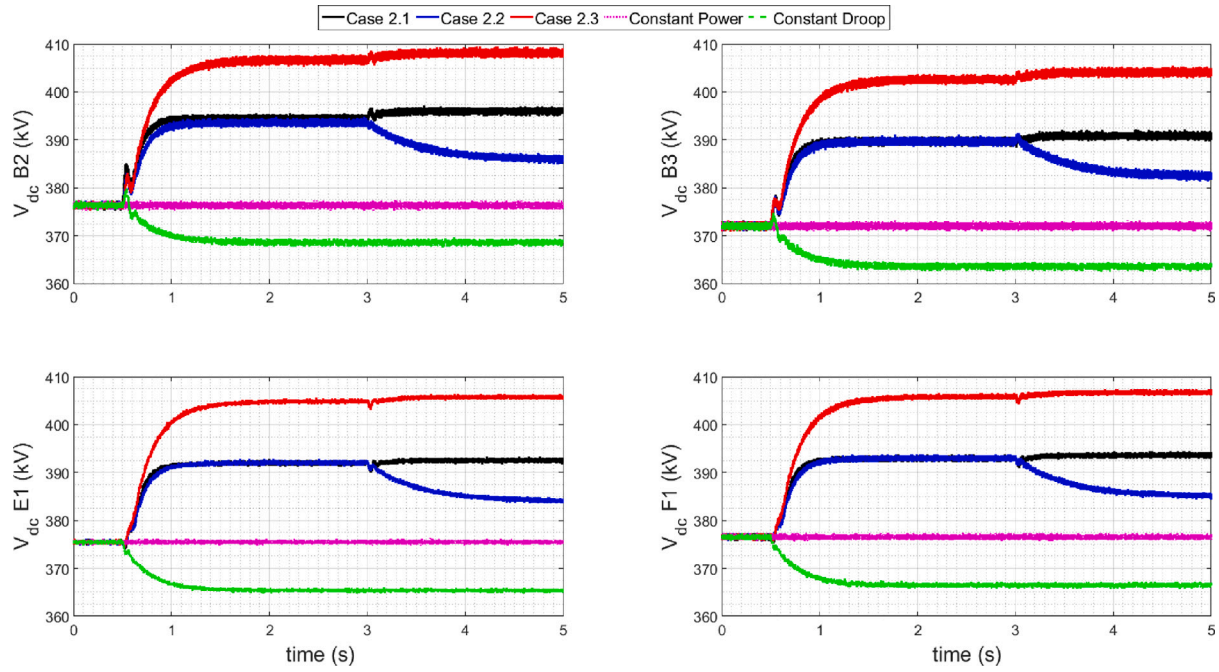 Case 2.1 Case 2.2 Case 2.3 Constant Power Constant Droop
V_dc B2 (kV)
410
400
390
380
370
360
0 1 2 3 4 5
V_dc B3 (kV)
410
400
390
380
370
360
0 1 2 3 4 5
V_dc E1 (kV)
410
400
390
380
370
360
0 1 2 3 4 5
time (s)
V_dc F1 (kV)
410
400
390
380
370
360
0 1 2 3 4 5
time (s)